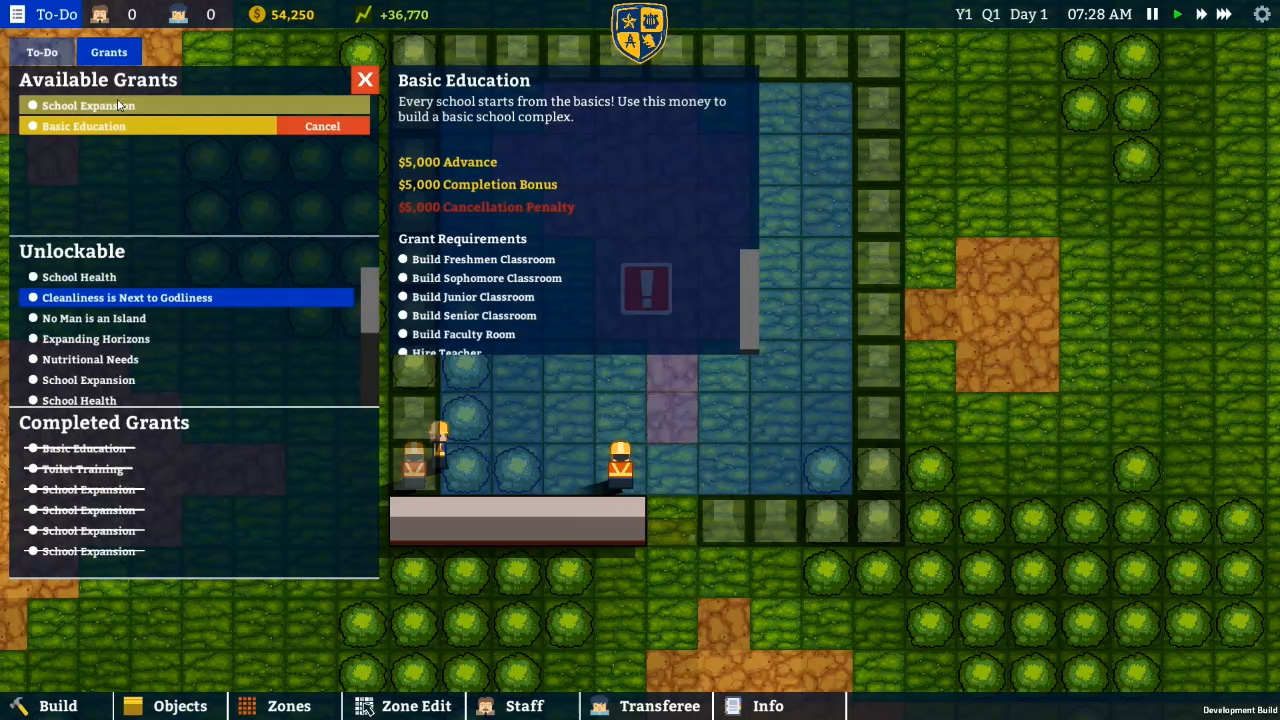 To-Do
0
0
54,250
+36,770
Y1 Q1 Day 1
07:28 AM
To-Do
Grants
Available Grants
X
School Expansion
Basic Education
Cancel
Unlockable
School Health
Cleanliness is Next to Godliness
No Man is an Island
Expanding Horizons
Nutritional Needs
School Expansion
School Health
Completed Grants
Basic Education
Toilet Training
School Expansion
School Expansion
School Expansion
School Expansion
Basic Education
Every school starts from the basics! Use this money to
build a basic school complex.
$5,000 Advance
$5,000 Completion Bonus
$5,000 Cancellation Penalty
Grant Requirements
Build Freshmen Classroom
Build Sophomore Classroom
Build Junior Classroom
Build Senior Classroom
Build Faculty Room
Hire Teacher
!
Build
Objects
Zones
Zone Edit
Staff
Transferee
Info
Development Build